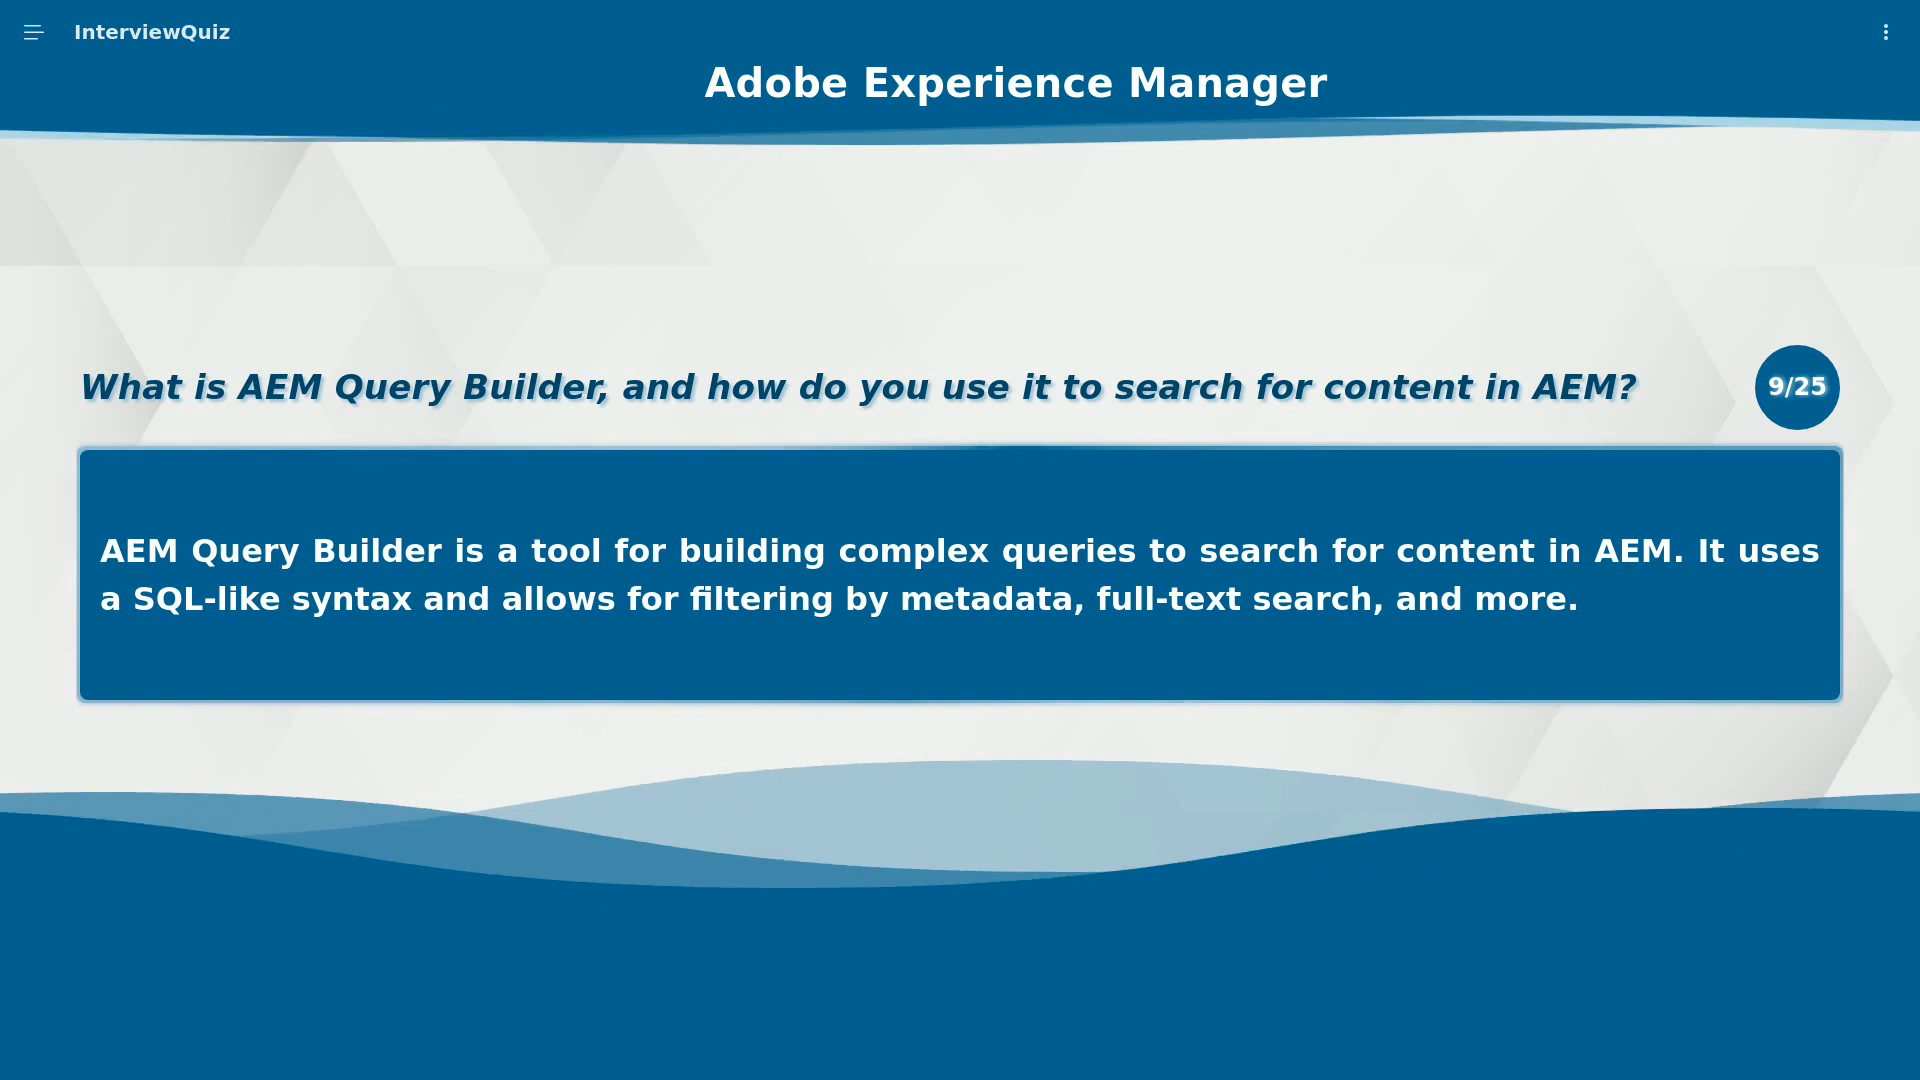 InterviewQuiz
Adobe Experience Manager
What is AEM Query Builder, and how do you use it to search for content in AEM?
9/25
AEM Query Builder is a tool for building complex queries to search for content in AEM. It uses
a SQL-like syntax and allows for filtering by metadata, full-text search, and more.